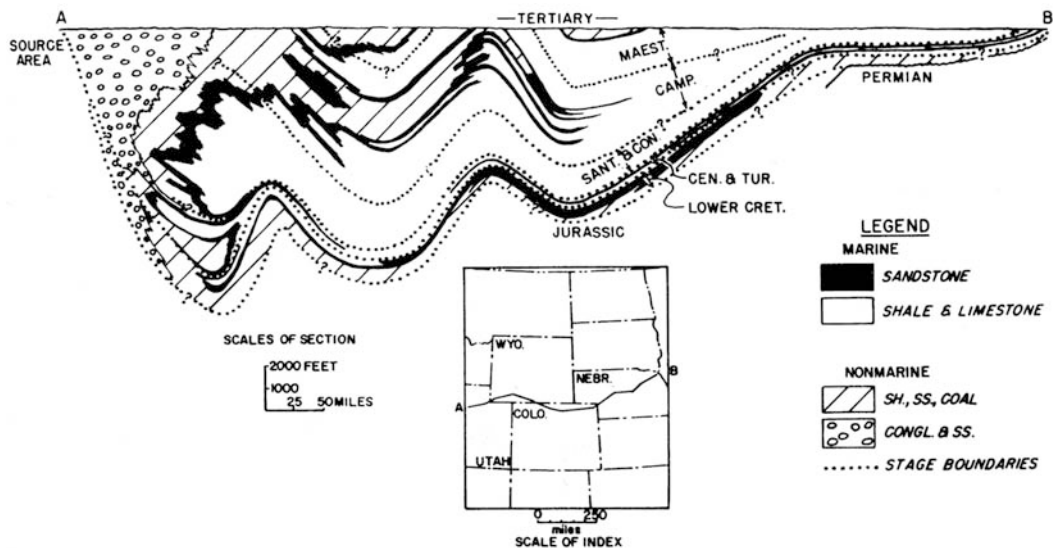 A
—TERTIARY—
B
SOURCE
AREA
?
?
?
?
?
?
?
?
?
?
MAEST.
CAMP.
SANT. & CON.
PERMIAN
CEN. & TUR.
LOWER CRET.
JURASSIC
LEGEND
MARINE
SANDSTONE
SHALE & LIMESTONE
NONMARINE
SH., SS., COAL
CONGL. & SS.
STAGE BOUNDARIES
SCALES OF SECTION
2000 FEET
1000
25 50 MILES
WYO.
NEBR.
B
A
COLO.
UTAH
0 250
miles
SCALE OF INDEX